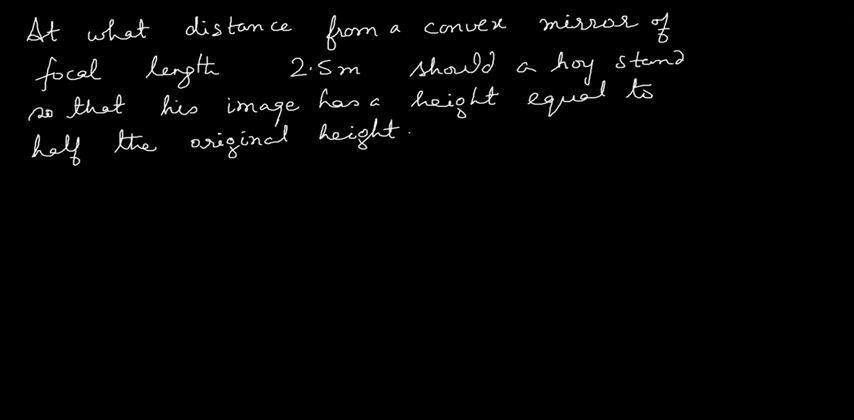 At what distance from a convex mirror of
focal length 2.5m should a boy stand
so that his image has a height equal to
half the original height.